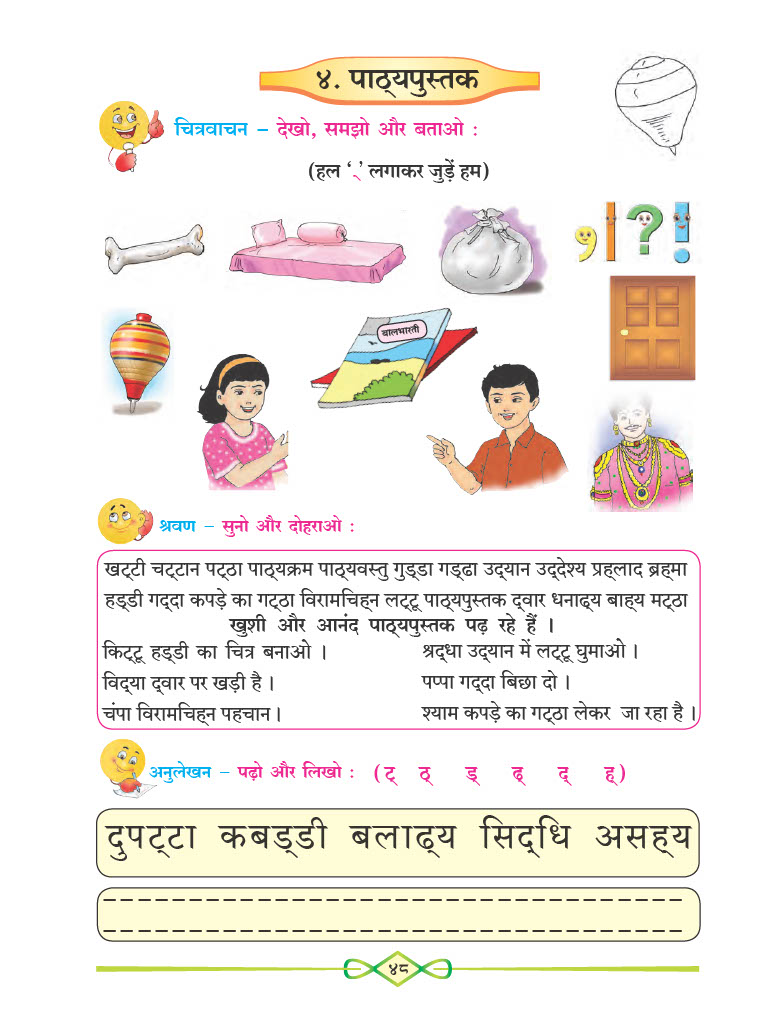 ४. पाठ्‌यपुस्तक
चित्रवाचन – देखो, समझो और बताओ :
(हल ‘्’ लगाकर जुड़ें हम)
, । ? !
बालभारती
श्रवण – सुनो और दोहराओ :
खट्‌टी चट्‌टान पट्‌ठा पाठ्‌यक्रम पाठ्‌यवस्तु गुड्‌डा गड्‌ढा उद्‌यान उद्‌देश्य प्रह्‌लाद ब्रह्‌मा
हड्‌डी गद्‌दा कपड़े का गट्‌ठा विरामचिह्‌न लट्‌टू पाठ्‌यपुस्तक द्‌वार धनाढ्‌य बाह्‌य मट्‌ठा
खुशी और आनंद पाठ्‌यपुस्तक पढ़ रहे हैं ।
किट्‌टू हड्‌डी का चित्र बनाओ । श्रद्‌धा उद्‌यान में लट्‌टू घुमाओ ।
विद्‌या द्‌वार पर खड़ी है । पप्पा गद्‌दा बिछा दो ।
चंपा विरामचिह्‌न पहचान। श्याम कपड़े का गट्‌ठा लेकर जा रहा है ।
अनुलेखन – पढ़ो और लिखो : (ट् ठ् ड् ढ् द् ह्)
दुपट्‌टा कबड्‌डी बलाढ्‌य सिद्‌धि असह्‌य
४८